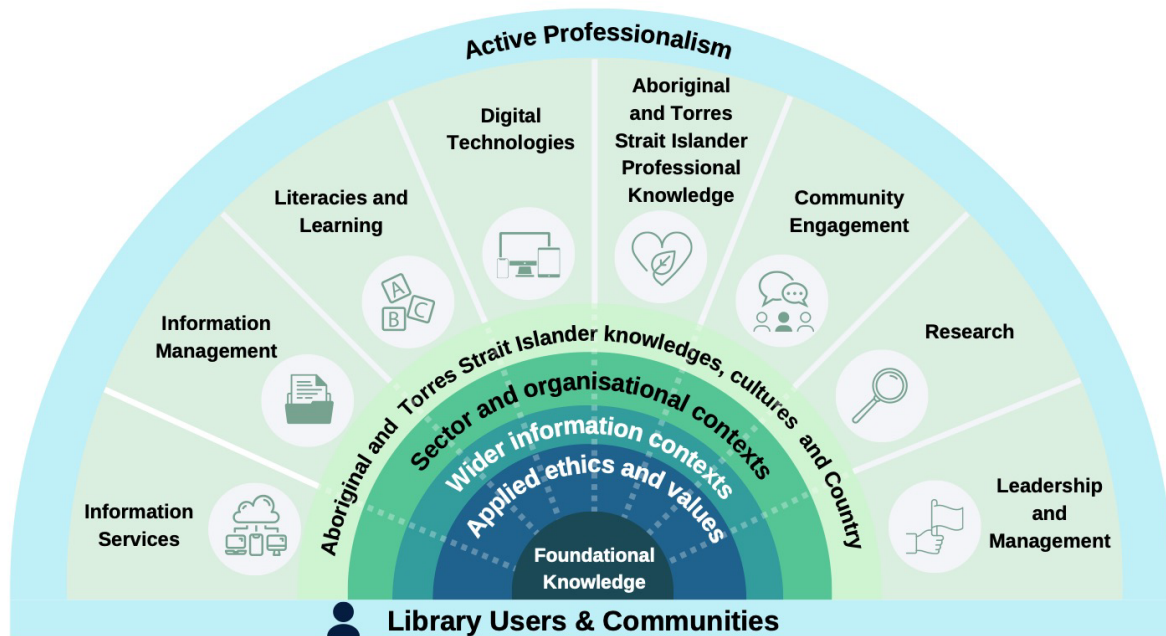 Active Professionalism
Information
Services
Information
Management
Literacies and
Learning
Digital
Technologies
Aboriginal
and Torres
Strait Islander
Professional
Knowledge
Community
Engagement
Research
Leadership
and
Management
A
B
C
Aboriginal and Torres Strait Islander knowledges, cultures and Country
Sector and organisational contexts
Wider information contexts
Applied ethics and values
Foundational
Knowledge
Library Users & Communities